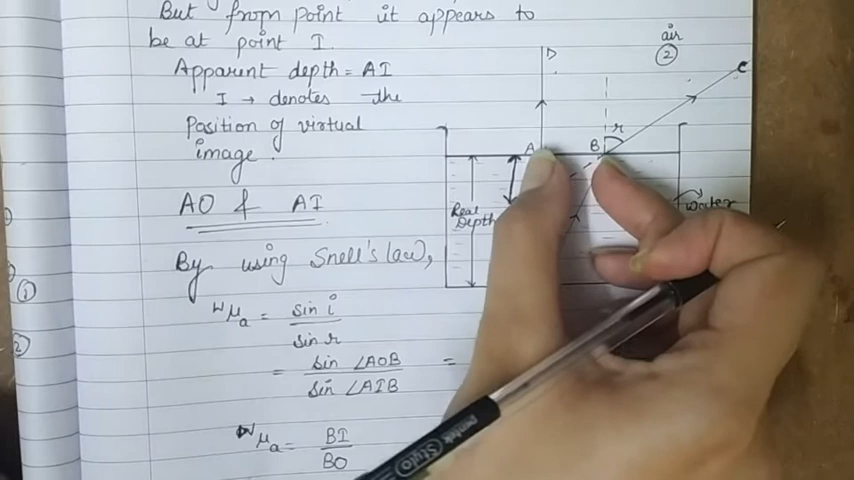 But from point it appears to
be at point I.
Apparent depth = AI
I → denotes the
Position of virtual
image.
AO & AI
By using Snell's law,
wμa = sin i / sin r
= sin ∠AOB / sin ∠AIB =
wμa = BI / BO
air
②
D
C
A
B
r
Real
Depth
water
①
②
pentek Stylo